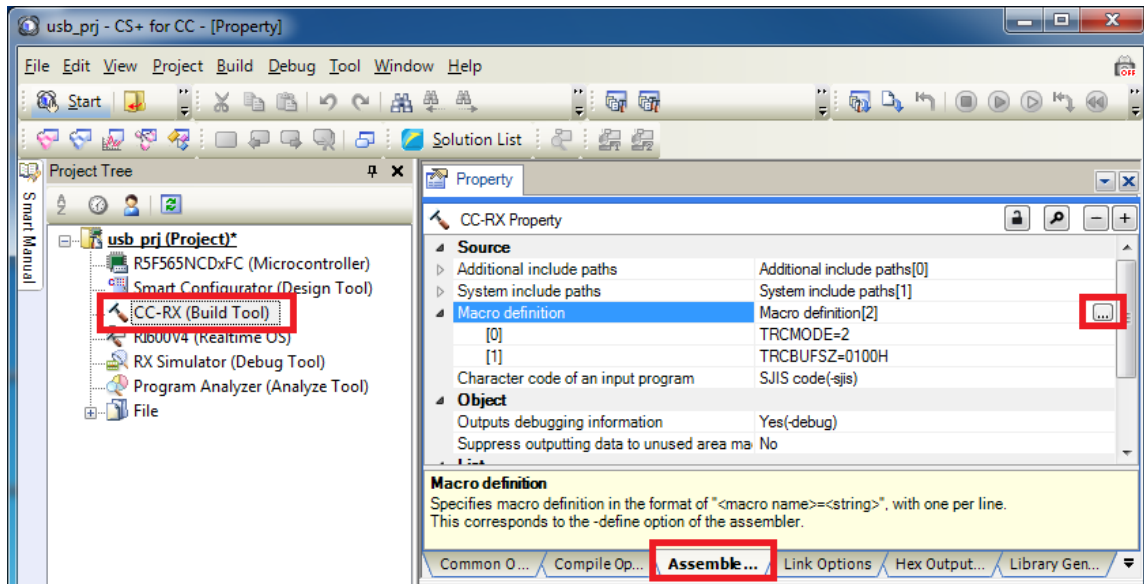 usb_prj - CS+ for CC - [Property]
File Edit View Project Build Debug Tool Window Help
OFF
Start
Solution List
Smart Manual
Project Tree
usb_prj (Project)*
R5F565NCDxFC (Microcontroller)
Smart Configurator (Design Tool)
CC-RX (Build Tool)
RI600V4 (Realtime OS)
RX Simulator (Debug Tool)
Program Analyzer (Analyze Tool)
File
Property
CC-RX Property
Source
Additional include paths Additional include paths[0]
System include paths System include paths[1]
Macro definition Macro definition[2] ...
[0] TRCMODE=2
[1] TRCBUFSZ=0100H
Character code of an input program SJIS code(-sjis)
Object
Outputs debugging information Yes(-debug)
Suppress outputting data to unused area ma No
List
Macro definition
Specifies macro definition in the format of "<macro name>=<string>", with one per line.
This corresponds to the -define option of the assembler.
Common O... Compile Op... Assemble ... Link Options Hex Output... Library Gen...